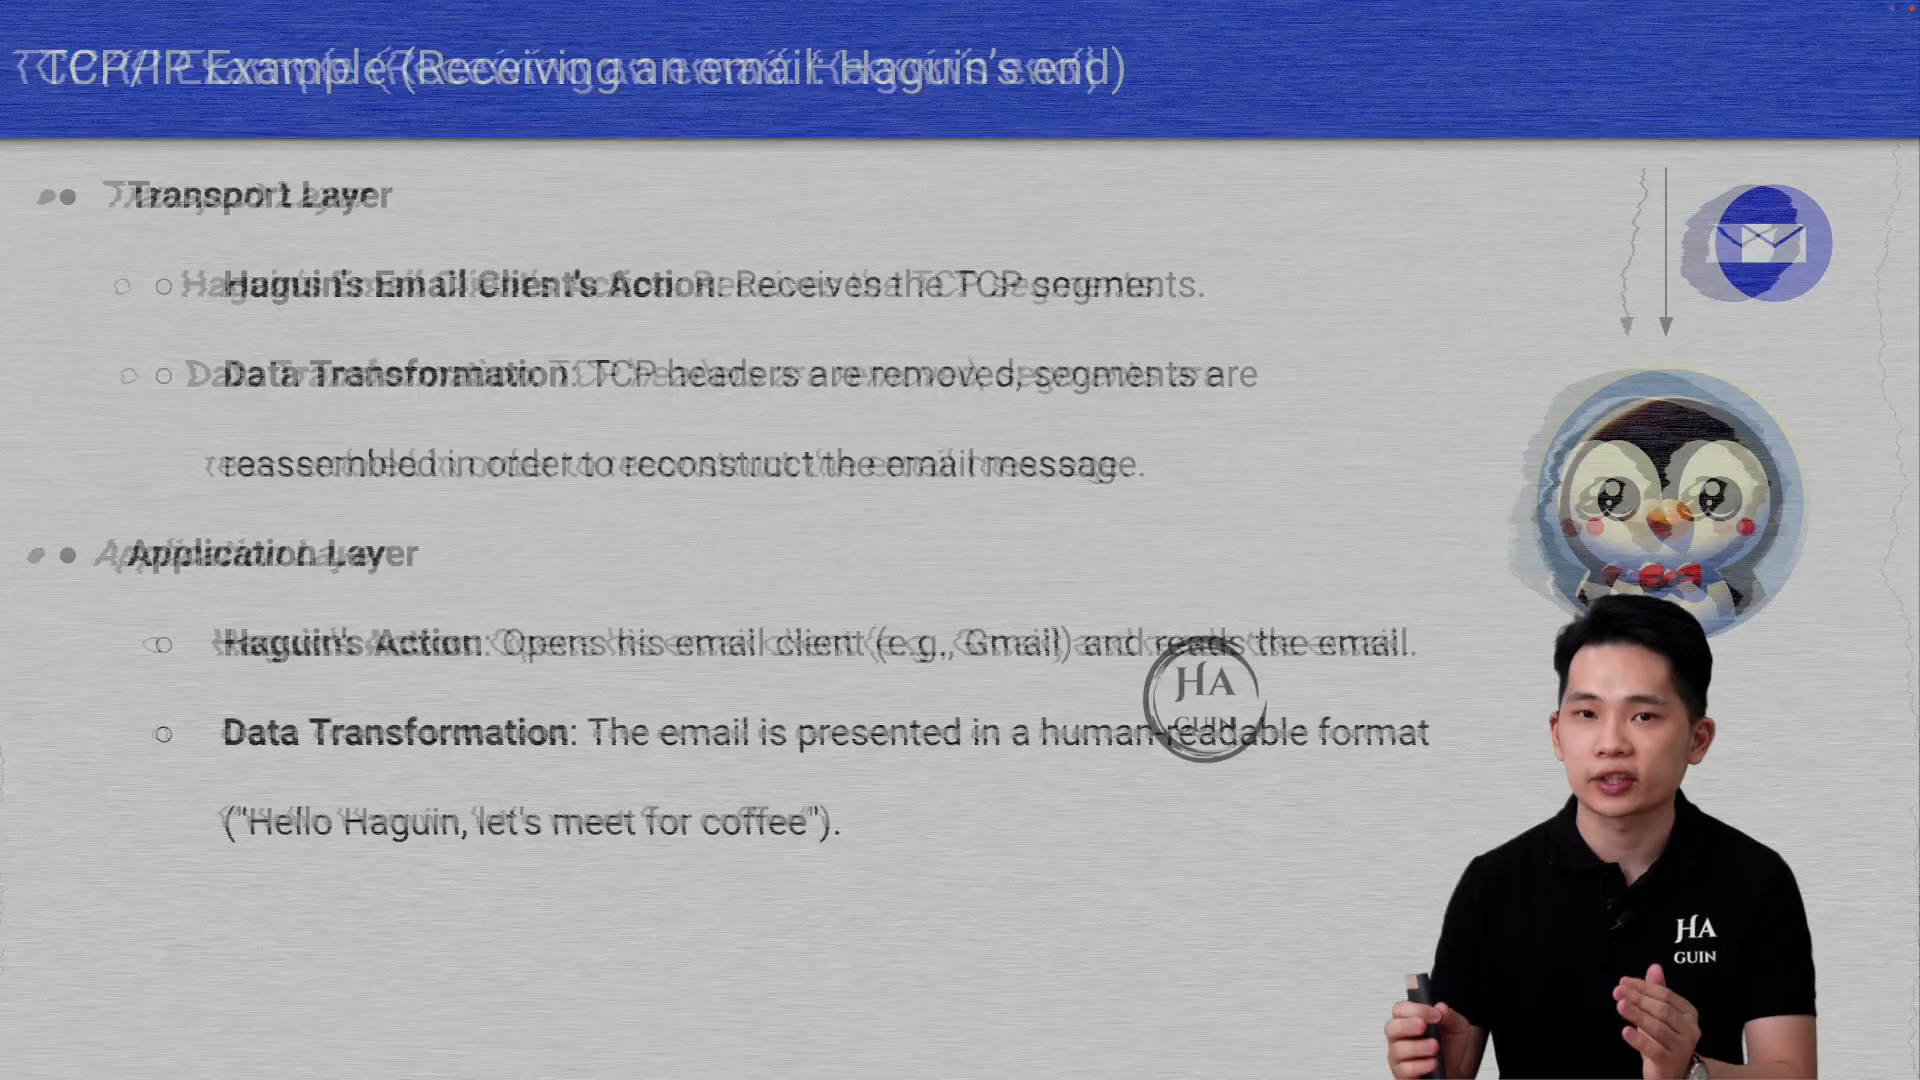 TCP/IP Example (Receiving an email: Haguin’s end)
● Transport Layer
○ Haguin's Email Client's Action: Receives the TCP segments.
○ Data Transformation: TCP headers are removed, segments are
reassembled in order to reconstruct the email message.
● Application Layer
○ Haguin's Action: Opens his email client (e.g., Gmail) and reads the email.
○ Data Transformation: The email is presented in a human-readable format
("Hello Haguin, let's meet for coffee").
HA
GUIN
HA
GUIN